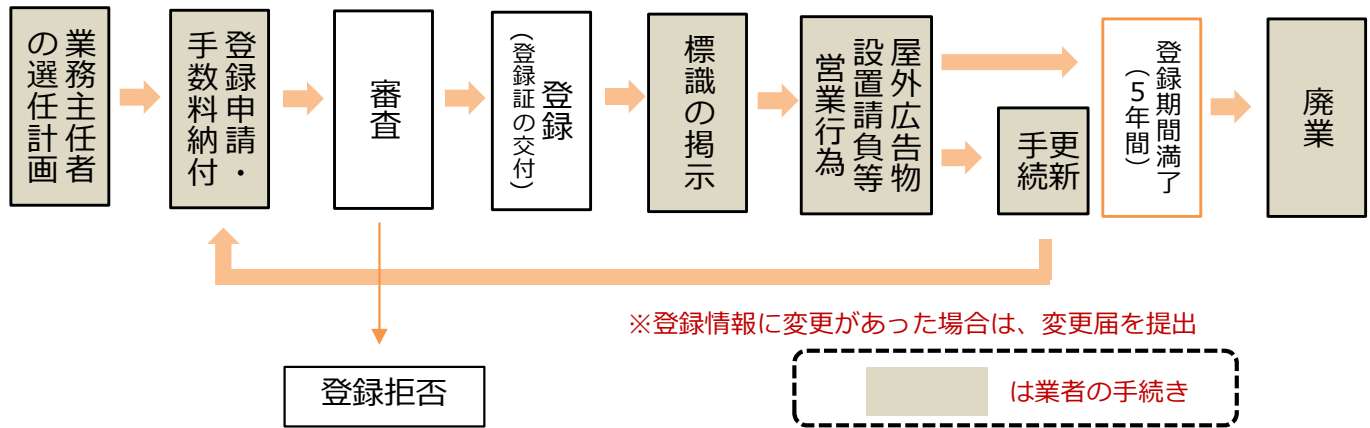 業務主任者
の選任計画
登録申請・
手数料納付
審査
登録
（登録証の交付）
標識の掲示
屋外広告物
設置請負等
営業行為
更新
手続
登録期間満了
（５年間）
廃業
※登録情報に変更があった場合は、変更届を提出
登録拒否
は業者の手続き